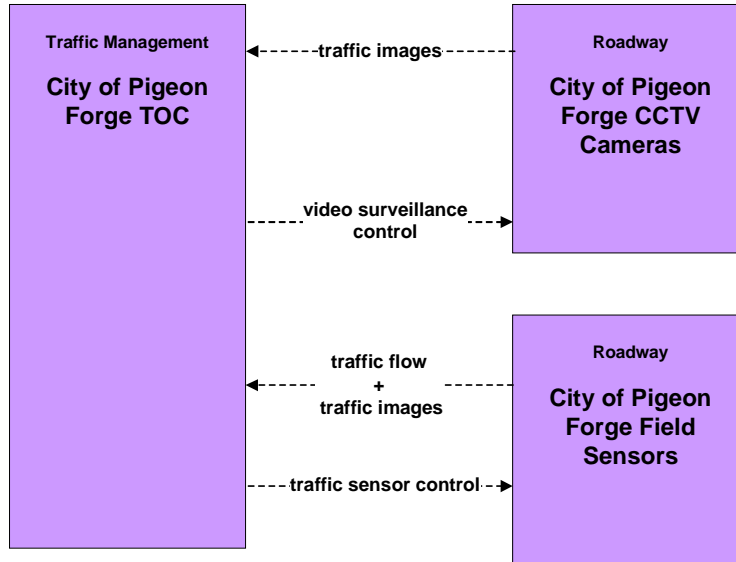 Traffic Management
City of Pigeon
Forge TOC
traffic images
Roadway
City of Pigeon
Forge CCTV
Cameras
video surveillance
control
traffic flow
+
traffic images
Roadway
City of Pigeon
Forge Field
Sensors
traffic sensor control